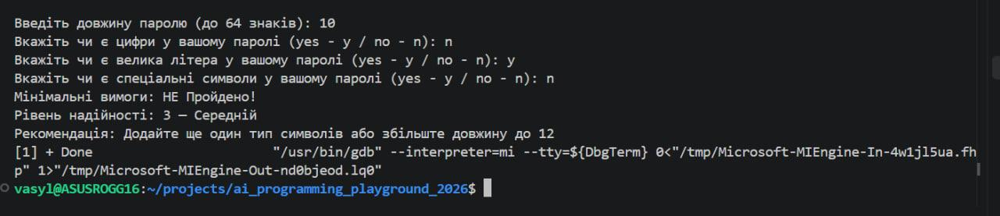 Введіть довжину паролю (до 64 знаків): 10
Вкажіть чи є цифри у вашому паролі (yes - y / no - n): n
Вкажіть чи є велика літера у вашому паролі (yes - y / no - n): y
Вкажіть чи є спеціальні символи у вашому паролі (yes - y / no - n): n
Мінімальні вимоги: НЕ Пройдено!
Рівень надійності: 3 — Середній
Рекомендація: Додайте ще один тип символів або збільште довжину до 12
[1] + Done                       "/usr/bin/gdb" --interpreter=mi --tty=${DbgTerm} 0<"/tmp/Microsoft-MIEngine-In-4w1jl5ua.fh
p" 1>"/tmp/Microsoft-MIEngine-Out-nd0bjeod.lq0"
vasyl@ASUSROGG16:~/projects/ai_programming_playground_2026$